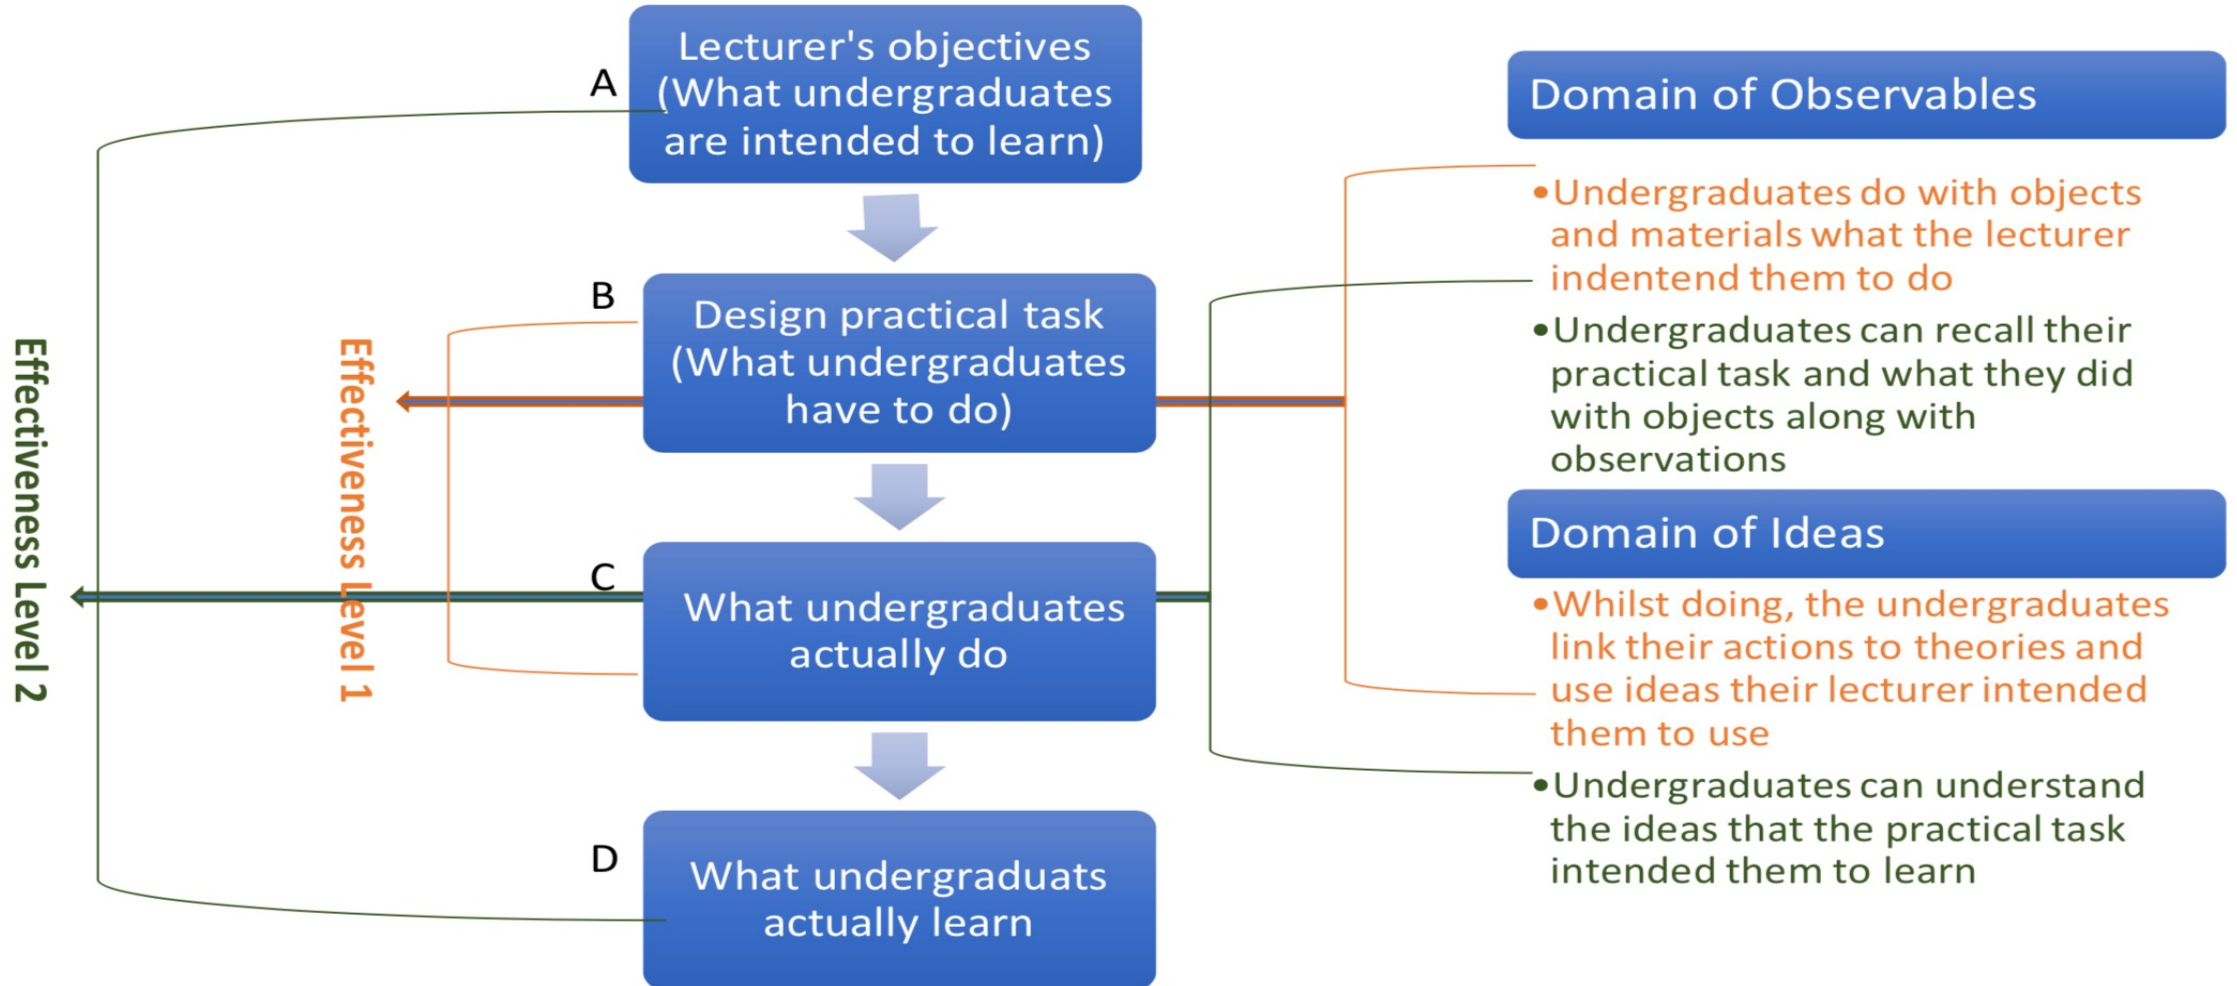 A
Lecturer's objectives
(What undergraduates
are intended to learn)
B
Design practical task
(What undergraduates
have to do)
C
What undergraduates
actually do
D
What undergraduats
actually learn
Effectiveness Level 2
Effectiveness Level 1
Domain of Observables
•Undergraduates do with objects
and materials what the lecturer
indentend them to do
•Undergraduates can recall their
practical task and what they did
with objects along with
observations
Domain of Ideas
•Whilst doing, the undergraduates
link their actions to theories and
use ideas their lecturer intended
them to use
•Undergraduates can understand
the ideas that the practical task
intended them to learn